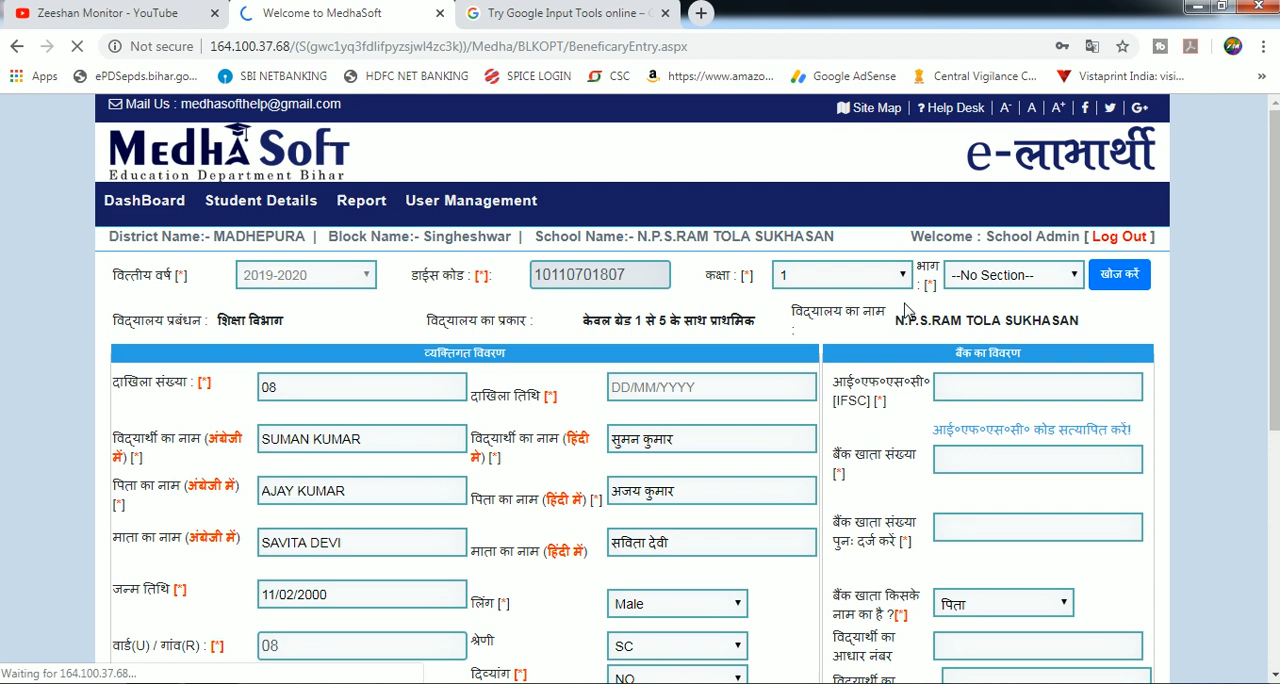 Zeeshan Monitor - YouTube
Welcome to MedhaSoft
Try Google Input Tools online –
Not secure | 164.100.37.68/(S(gwc1yq3fdlifpyzsjwl4zc3k))/Medha/BLKOPT/BeneficaryEntry.aspx
Apps ePDSepds.bihar.go... SBI NETBANKING HDFC NET BANKING SPICE LOGIN CSC https://www.amazo... Google AdSense Central Vigilance C... Vistaprint India: visi... »
Mail Us : medhasofthelp@gmail.com
Site Map | ? Help Desk | A- | A | A+ | f | G+
MEDHA SOFT
Education Department Bihar
e-लाभार्थी
DashBoard Student Details Report User Management
District Name:- MADHEPURA | Block Name:- Singheshwar | School Name:- N.P.S.RAM TOLA SUKHASAN
Welcome : School Admin [ Log Out ]
वित्तीय वर्ष [*] 2019-2020 डाईस कोड : [*]: 10110701807 कक्षा : [*] 1 भाग : [*] --No Section-- खोज करें
विद्यालय प्रबंधन : शिक्षा विभाग विद्यालय का प्रकार : केवल ग्रेड 1 से 5 के साथ प्राथमिक विद्यालय का नाम : N.P.S.RAM TOLA SUKHASAN
व्यक्तिगत विवरण
बैंक का विवरण
दाखिला संख्या : [*] 08 दाखिला तिथि [*] DD/MM/YYYY
आई०एफ०एस०सी० [IFSC] [*]
आई०एफ०एस०सी० कोड सत्यापित करें!
विद्यार्थी का नाम (अंग्रेजी में) [*] SUMAN KUMAR विद्यार्थी का नाम (हिंदी मे) [*] सुमन कुमार
बैंक खाता संख्या [*]
पिता का नाम (अंग्रेजी में) [*] AJAY KUMAR पिता का नाम (हिंदी में) [*] अजय कुमार
बैंक खाता संख्या पुनः दर्ज करें [*]
माता का नाम (अंग्रेजी में) SAVITA DEVI माता का नाम (हिंदी में) सविता देवी
जन्म तिथि [*] 11/02/2000 लिंग [*] Male
बैंक खाता किसके नाम का है ?[*] पिता
वार्ड(U) / गांव(R) : [*] 08 श्रेणी SC
विद्यार्थी का आधार नंबर
दिव्यांग [*] NO
विद्यार्थी का
Waiting for 164.100.37.68...